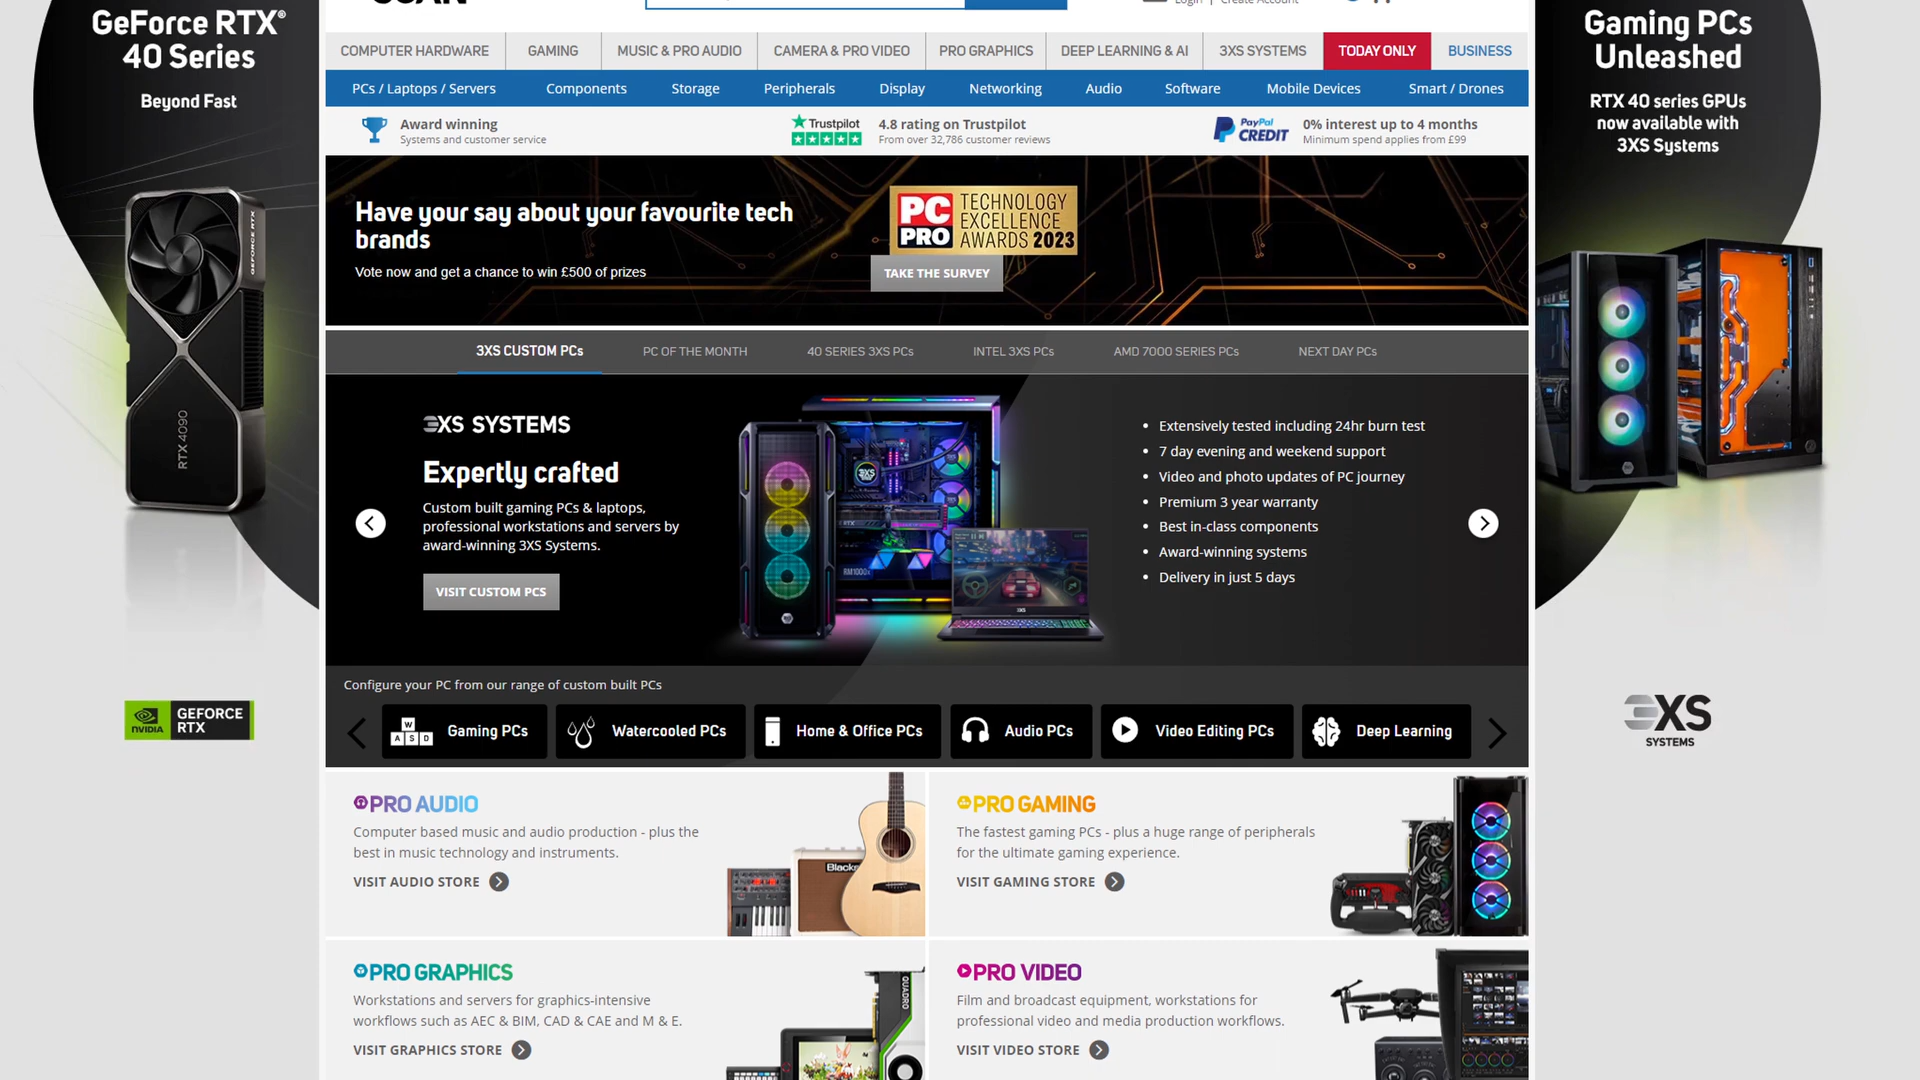 GeForce RTX®
40 Series
Beyond Fast
Gaming PCs
Unleashed
RTX 40 series GPUs
now available with
3XS Systems
Login | Create Account
COMPUTER HARDWARE
GAMING
MUSIC & PRO AUDIO
CAMERA & PRO VIDEO
PRO GRAPHICS
DEEP LEARNING & AI
3XS SYSTEMS
TODAY ONLY
BUSINESS
PCs / Laptops / Servers
Components
Storage
Peripherals
Display
Networking
Audio
Software
Mobile Devices
Smart / Drones
Award winning
Systems and customer service
Trustpilot
4.8 rating on Trustpilot
From over 32,786 customer reviews
PayPal
CREDIT
0% interest up to 4 months
Minimum spend applies from £99
Have your say about your favourite tech
brands
Vote now and get a chance to win £500 of prizes
PC
PRO
TECHNOLOGY
EXCELLENCE
AWARDS 2023
TAKE THE SURVEY
GEFORCE RTX
RTX 4090
3XS CUSTOM PCs
PC OF THE MONTH
40 SERIES 3XS PCs
INTEL 3XS PCs
AMD 7000 SERIES PCs
NEXT DAY PCs
3XS SYSTEMS
Expertly crafted
Custom built gaming PCs & laptops,
professional workstations and servers by
award-winning 3XS Systems.
VISIT CUSTOM PCS
3XS
RM1000x
3XS
• Extensively tested including 24hr burn test
• 7 day evening and weekend support
• Video and photo updates of PC journey
• Premium 3 year warranty
• Best in-class components
• Award-winning systems
• Delivery in just 5 days
Configure your PC from our range of custom built PCs
W
A S D
Gaming PCs
Watercooled PCs
Home & Office PCs
Audio PCs
Video Editing PCs
Deep Learning
NVIDIA
GEFORCE
RTX
3XS
SYSTEMS
PRO AUDIO
Computer based music and audio production - plus the
best in music technology and instruments.
VISIT AUDIO STORE
PRO GAMING
The fastest gaming PCs - plus a huge range of peripherals
for the ultimate gaming experience.
VISIT GAMING STORE
PRO GRAPHICS
Workstations and servers for graphics-intensive
workflows such as AEC & BIM, CAD & CAE and M & E.
VISIT GRAPHICS STORE
QUADRO
PRO VIDEO
Film and broadcast equipment, workstations for
professional video and media production workflows.
VISIT VIDEO STORE